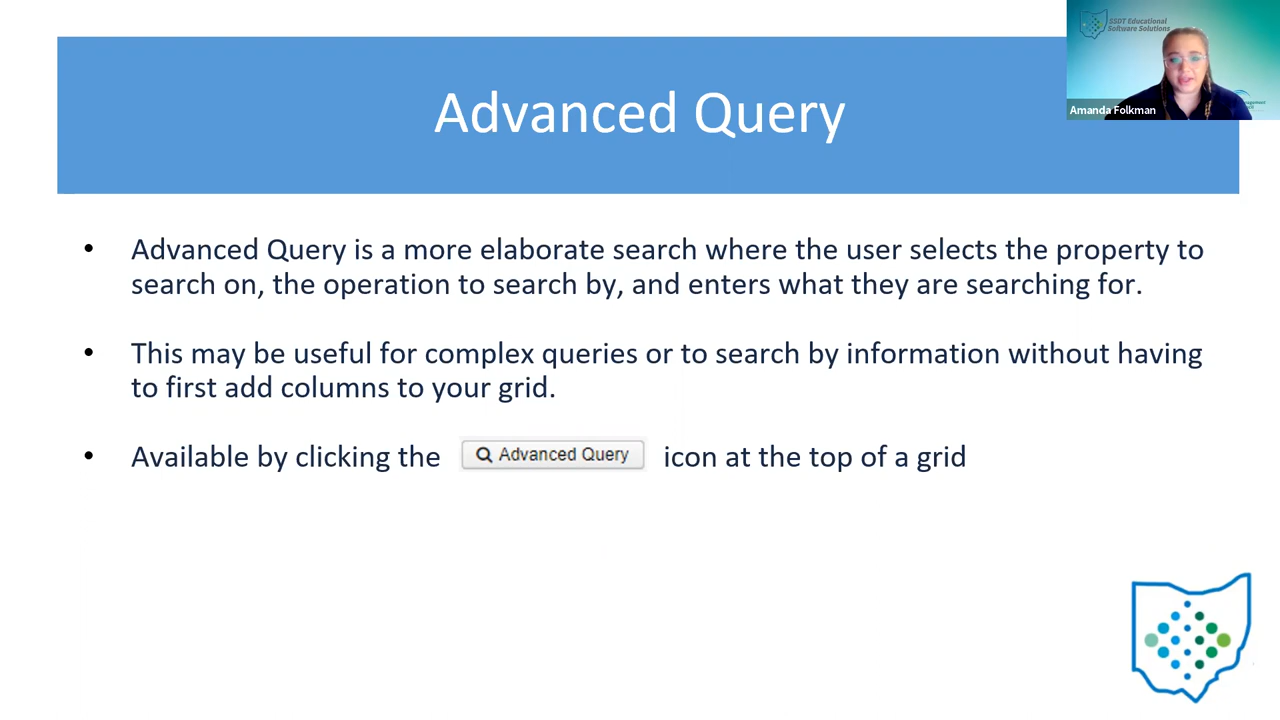 SSDT Educational
Software Solutions
Amanda Folkman
Advanced Query
• Advanced Query is a more elaborate search where the user selects the property to
search on, the operation to search by, and enters what they are searching for.
• This may be useful for complex queries or to search by information without having
to first add columns to your grid.
• Available by clicking the Advanced Query icon at the top of a grid